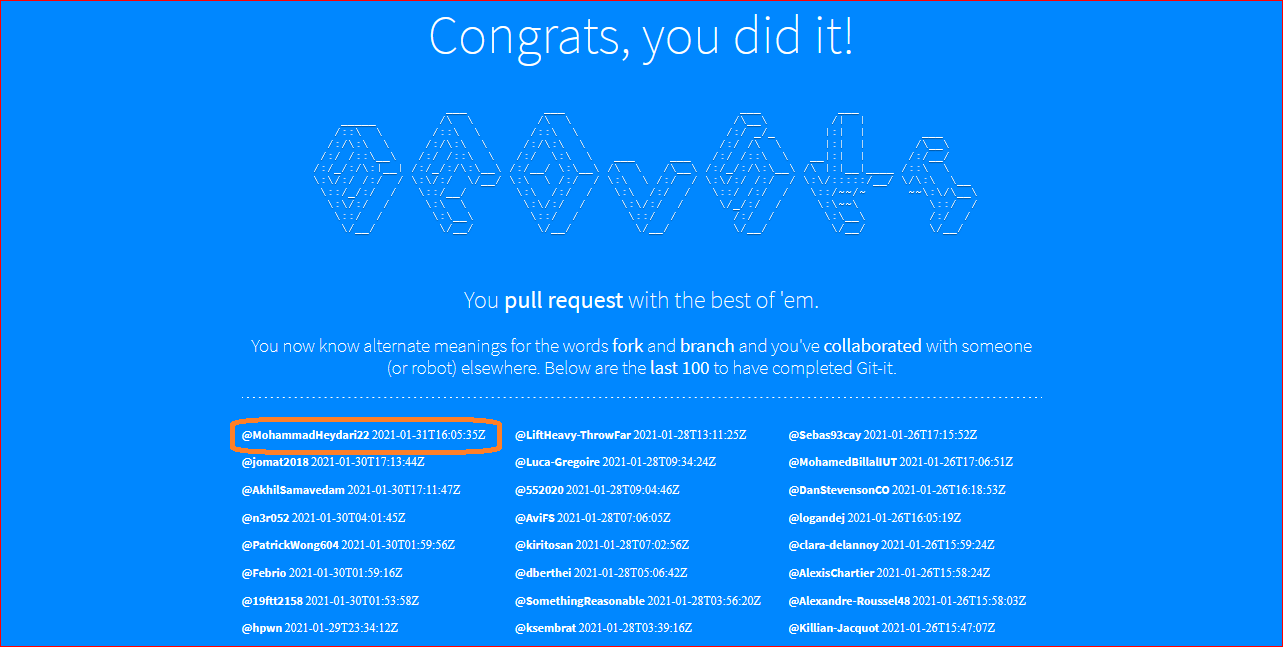 Congrats, you did it!
You pull request with the best of 'em.
You now know alternate meanings for the words fork and branch and you've collaborated with someone
(or robot) elsewhere. Below are the last 100 to have completed Git-it.
@MohammadHeydari22 2021-01-31T16:05:35Z
@jomat2018 2021-01-30T17:13:44Z
@AkhilSamavedam 2021-01-30T17:11:47Z
@n3r052 2021-01-30T04:01:45Z
@PatrickWong604 2021-01-30T01:59:56Z
@Febrio 2021-01-30T01:59:16Z
@19ftt2158 2021-01-30T01:53:58Z
@hpwn 2021-01-29T23:34:12Z
@LiftHeavy-ThrowFar 2021-01-28T13:11:25Z
@Luca-Gregoire 2021-01-28T09:34:24Z
@552020 2021-01-28T09:04:46Z
@AviFS 2021-01-28T07:06:05Z
@kiritosan 2021-01-28T07:02:56Z
@dberthei 2021-01-28T05:06:42Z
@SomethingReasonable 2021-01-28T03:56:20Z
@ksembrat 2021-01-28T03:39:16Z
@Sebas93cay 2021-01-26T17:15:52Z
@MohamedBillalIUT 2021-01-26T17:06:51Z
@DanStevensonCO 2021-01-26T16:18:53Z
@logandej 2021-01-26T16:05:19Z
@clara-delannoy 2021-01-26T15:59:24Z
@AlexisChartier 2021-01-26T15:58:24Z
@Alexandre-Roussel48 2021-01-26T15:58:03Z
@Killian-Jacquot 2021-01-26T15:47:07Z